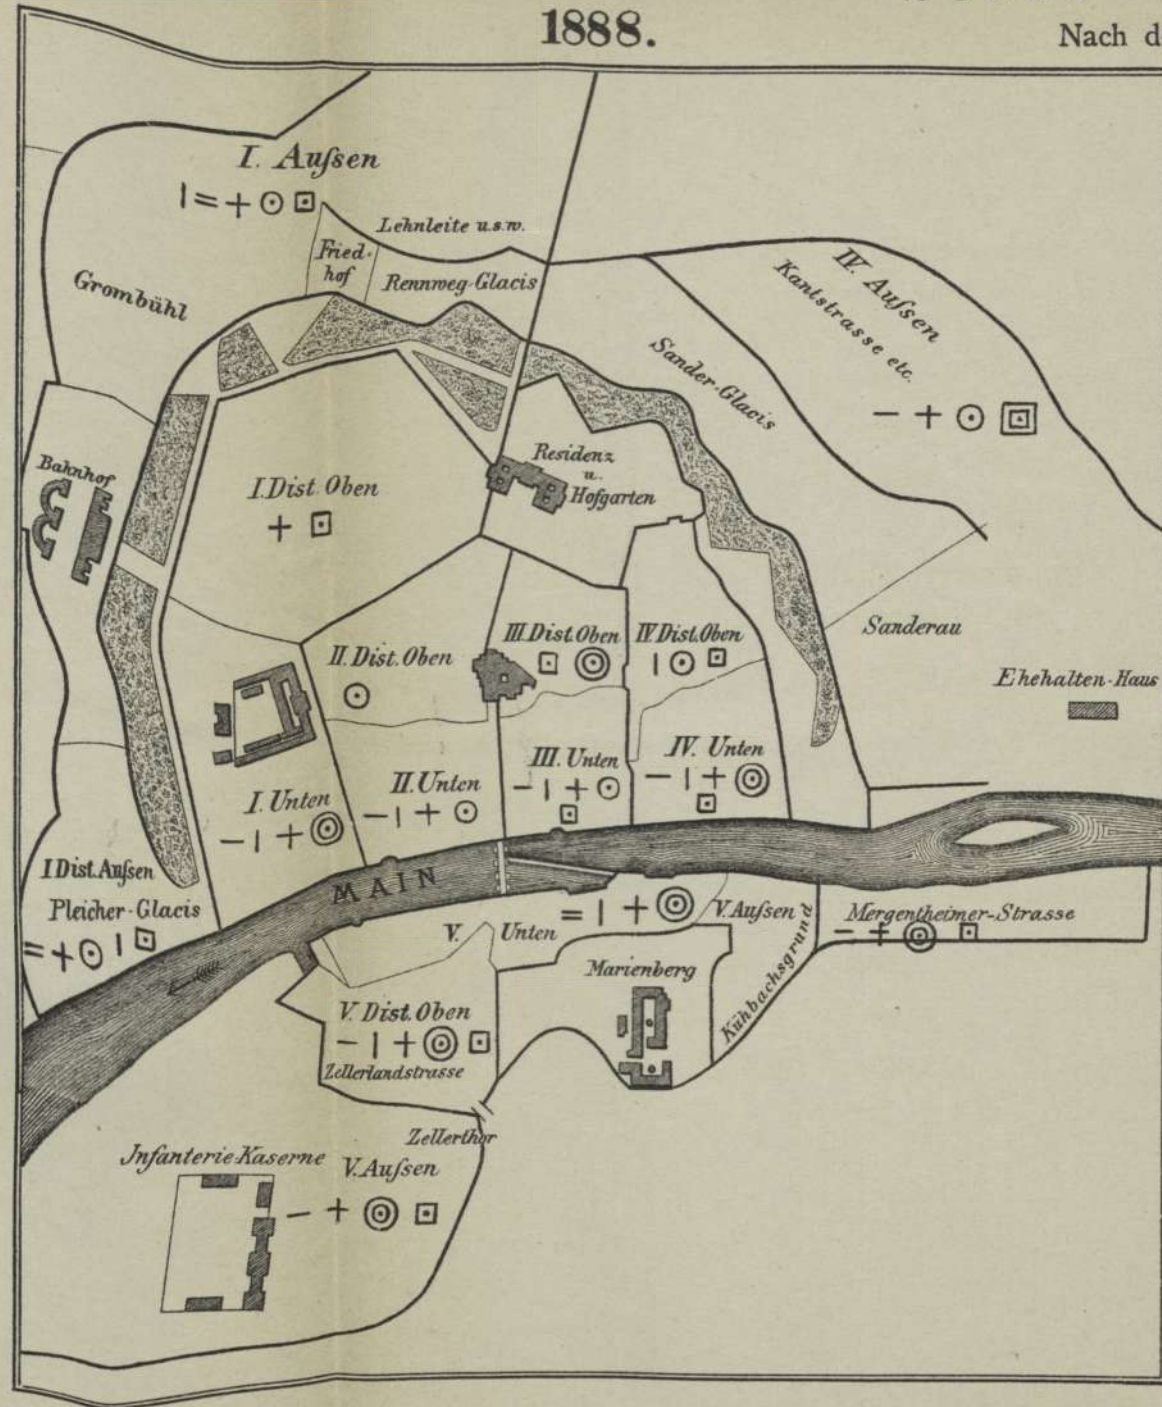 1888.
Nach d
I. Außen
Lehnleite u.s.w.
Fried-
hof
Rennweg-Glacis
Grombühl
IV. Außen
Kantstrasse etc.
Sander-Glacis
Bahnhof
I. Dist. Oben
Residenz
u.
Hofgarten
II. Dist. Oben
III. Dist. Oben
IV. Dist. Oben
Sanderau
Ehehalten-Haus
I. Unten
II. Unten
III. Unten
IV. Unten
I Dist. Außen
Pleicher-Glacis
MAIN
V. Unten
V. Außen
Mergentheimer-Strasse
Marienberg
Kühbachsgrund
V. Dist. Oben
Zellerlandstrasse
Zellerthor
Infanterie-Kaserne
V. Außen